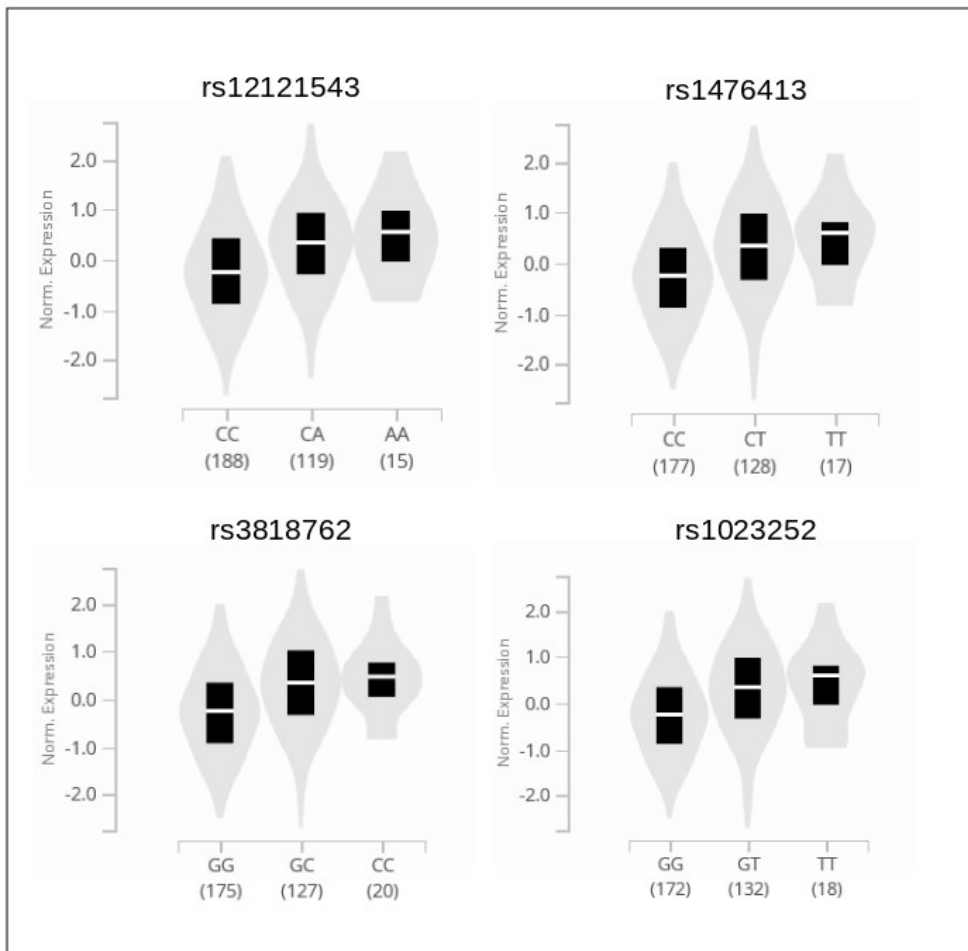 rs12121543
Norm. Expression
2.0
1.0
0.0
-1.0
-2.0
CC CA AA
(188) (119) (15)
rs1476413
Norm. Expression
2.0
1.0
0.0
-1.0
-2.0
CC CT TT
(177) (128) (17)
rs3818762
Norm. Expression
2.0
1.0
0.0
-1.0
-2.0
GG GC CC
(175) (127) (20)
rs1023252
Norm. Expression
2.0
1.0
0.0
-1.0
-2.0
GG GT TT
(172) (132) (18)